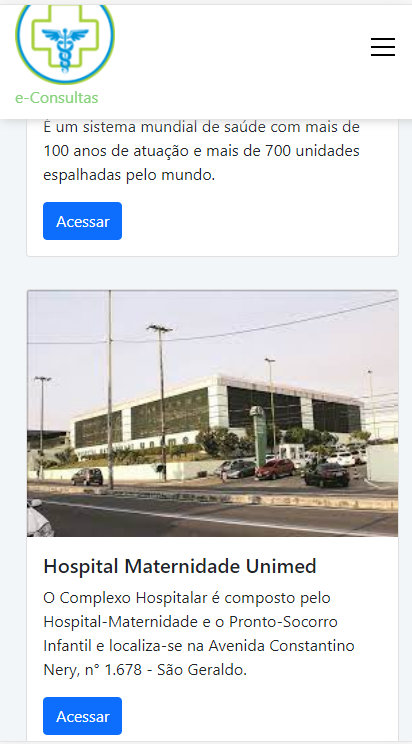 e-Consultas
É um sistema mundial de saúde com mais de
100 anos de atuação e mais de 700 unidades
espalhadas pelo mundo.
Acessar
Hospital Maternidade Unimed
O Complexo Hospitalar é composto pelo
Hospital-Maternidade e o Pronto-Socorro
Infantil e localiza-se na Avenida Constantino
Nery, n° 1.678 - São Geraldo.
Acessar